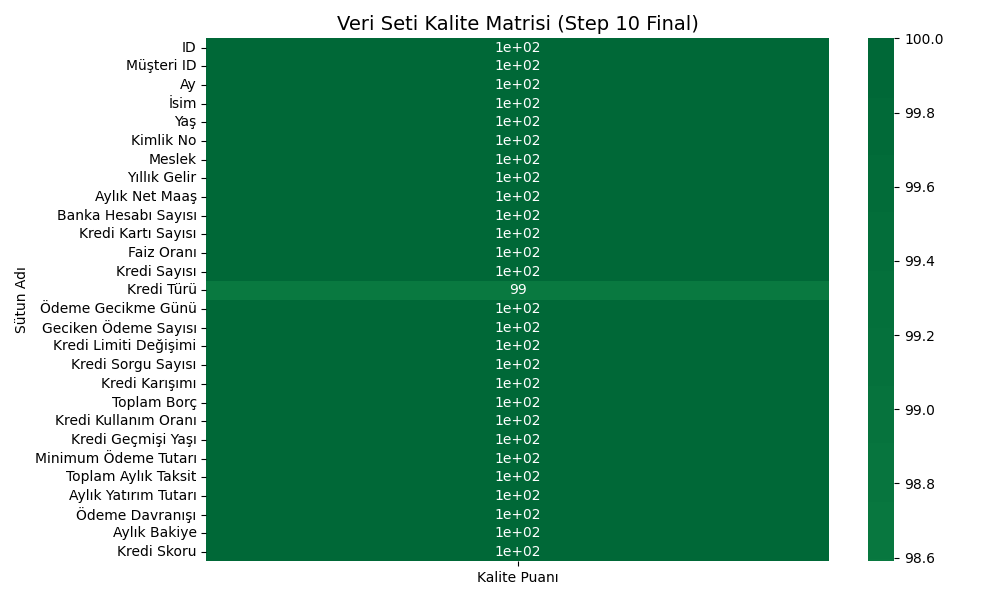 Veri Seti Kalite Matrisi (Step 10 Final)
Sütun Adı
ID 1e+02
Müşteri ID 1e+02
Ay 1e+02
İsim 1e+02
Yaş 1e+02
Kimlik No 1e+02
Meslek 1e+02
Yıllık Gelir 1e+02
Aylık Net Maaş 1e+02
Banka Hesabı Sayısı 1e+02
Kredi Kartı Sayısı 1e+02
Faiz Oranı 1e+02
Kredi Sayısı 1e+02
Kredi Türü 99
Ödeme Gecikme Günü 1e+02
Geciken Ödeme Sayısı 1e+02
Kredi Limiti Değişimi 1e+02
Kredi Sorgu Sayısı 1e+02
Kredi Karışımı 1e+02
Toplam Borç 1e+02
Kredi Kullanım Oranı 1e+02
Kredi Geçmişi Yaşı 1e+02
Minimum Ödeme Tutarı 1e+02
Toplam Aylık Taksit 1e+02
Aylık Yatırım Tutarı 1e+02
Ödeme Davranışı 1e+02
Aylık Bakiye 1e+02
Kredi Skoru 1e+02
Kalite Puanı
100.0
99.8
99.6
99.4
99.2
99.0
98.8
98.6